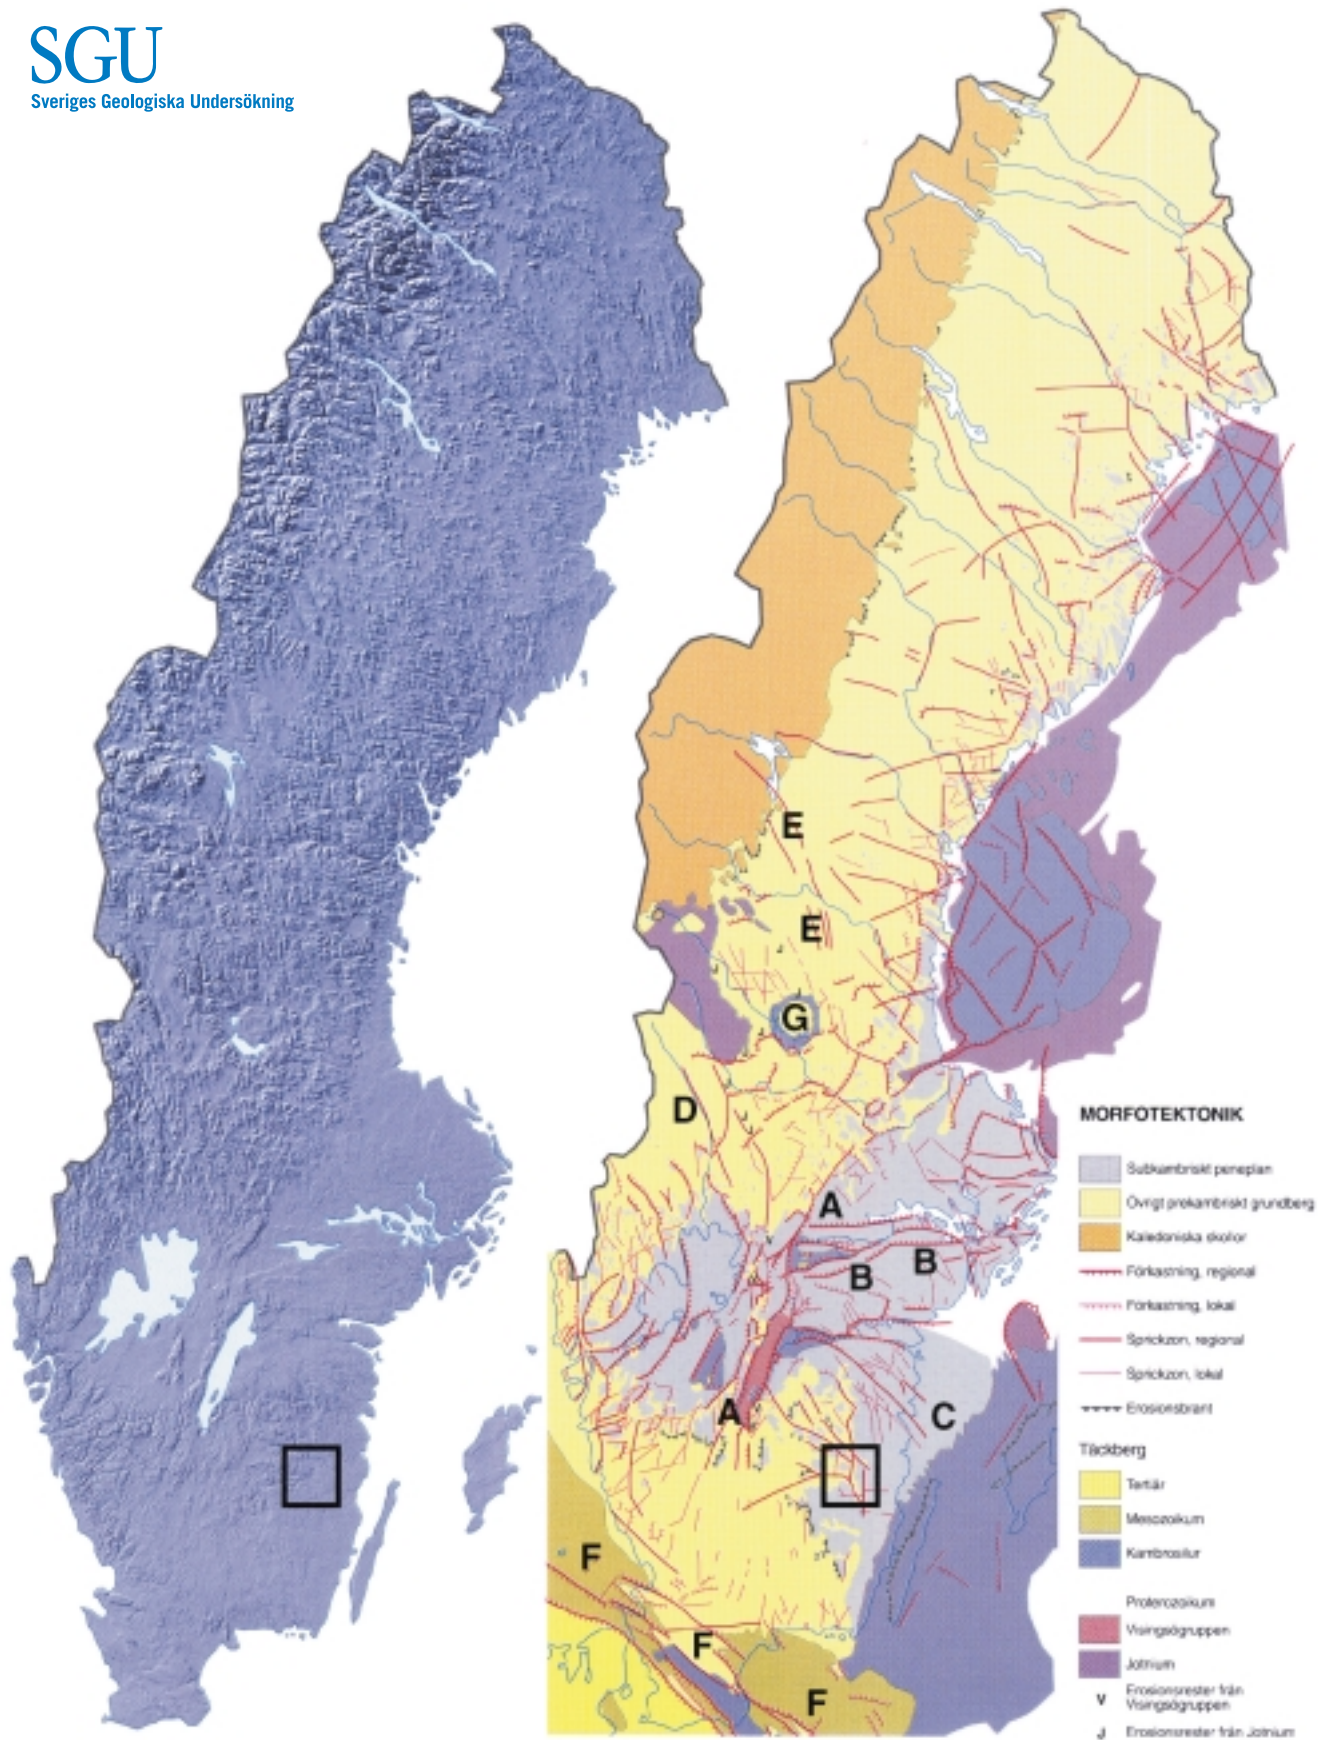 SGU
Sveriges Geologiska Undersökning
E
E
G
D
A
B
B
A
C
F
F
F
MORFOTEKTONIK
Subkambriskt peneplan
Övrigt prekambriskt grundberg
Kaledoniska skollor
Förkastning, regional
Förkastning, lokal
Sprickzon, regional
Sprickzon, lokal
Erosionsbrant
Täckberg
Tertiär
Mesozoikum
Kambrosilur
Proterozoikum
Visingsögruppen
Jotnium
V Erosionsrester från
Visingsögruppen
J Erosionsrester från Jotnium